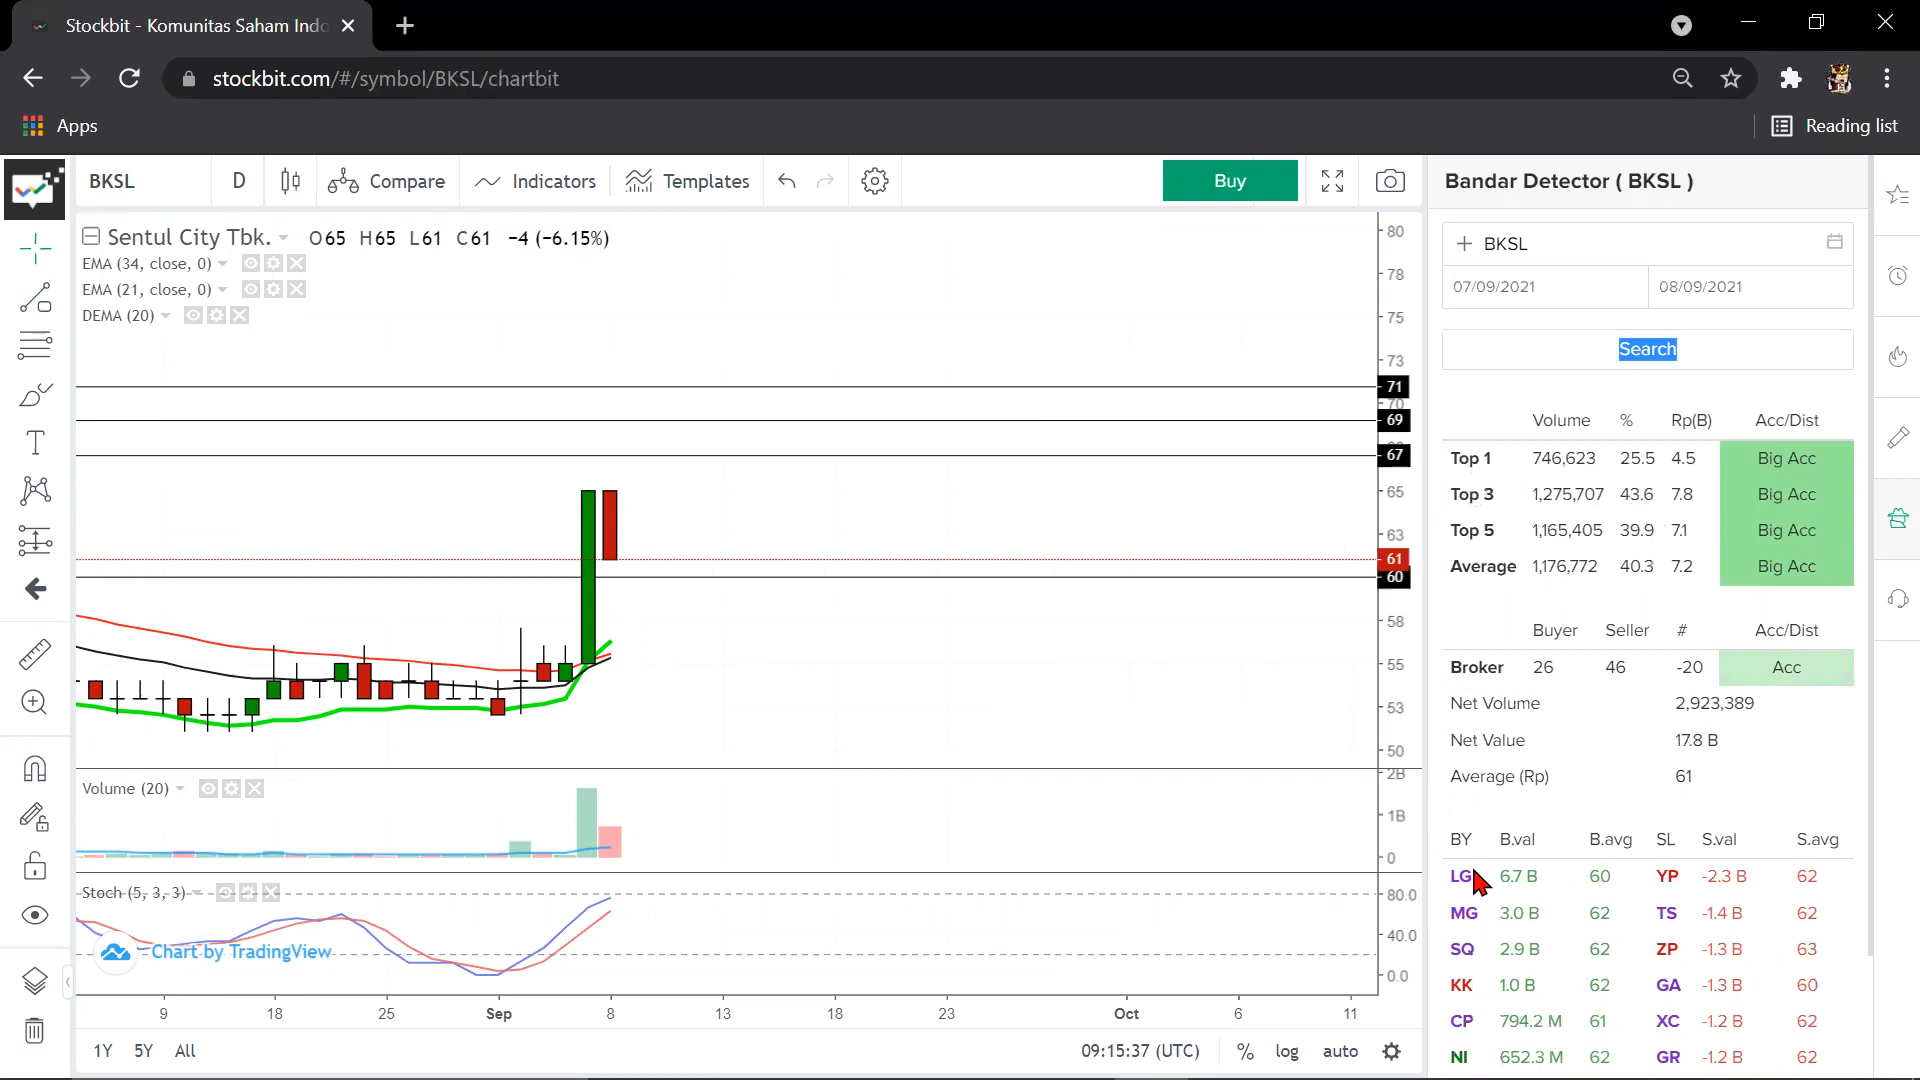 Stockbit - Komunitas Saham Indo
stockbit.com/#/symbol/BKSL/chartbit
Apps
Reading list
BKSL D Compare Indicators Templates Buy
Sentul City Tbk. O65 H65 L61 C61 −4 (−6.15%)
EMA (34, close, 0)
EMA (21, close, 0)
DEMA (20)
80
78
75
73
71
70
69
67
65
63
61
60
58
55
53
50
Volume (20)
2B
1B
0
Stoch (5, 3, 3)
80.0
40.0
0.0
Chart by TradingView
9 18 25 Sep 8 13 18 23 Oct 6 11
1Y 5Y All 09:15:37 (UTC) % log auto
Bandar Detector ( BKSL )
BKSL
07/09/2021 08/09/2021
Search
Volume % Rp(B) Acc/Dist
Top 1 746,623 25.5 4.5 Big Acc
Top 3 1,275,707 43.6 7.8 Big Acc
Top 5 1,165,405 39.9 7.1 Big Acc
Average 1,176,772 40.3 7.2 Big Acc
Buyer Seller # Acc/Dist
Broker 26 46 -20 Acc
Net Volume 2,923,389
Net Value 17.8 B
Average (Rp) 61
BY B.val B.avg SL S.val S.avg
LG 6.7 B 60 YP -2.3 B 62
MG 3.0 B 62 TS -1.4 B 62
SQ 2.9 B 62 ZP -1.3 B 63
KK 1.0 B 62 GA -1.3 B 60
CP 794.2 M 61 XC -1.2 B 62
NI 652.3 M 62 GR -1.2 B 62